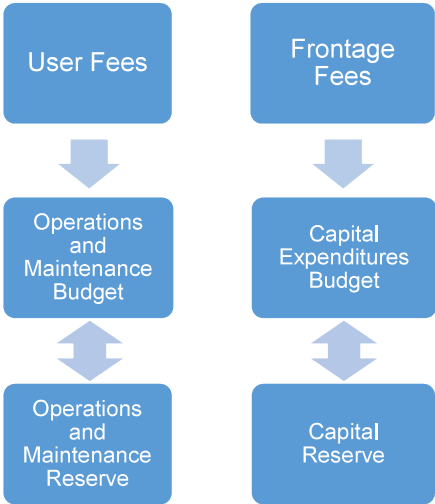 User Fees
Operations
and
Maintenance
Budget
Operations
and
Maintenance
Reserve
Frontage
Fees
Capital
Expenditures
Budget
Capital
Reserve